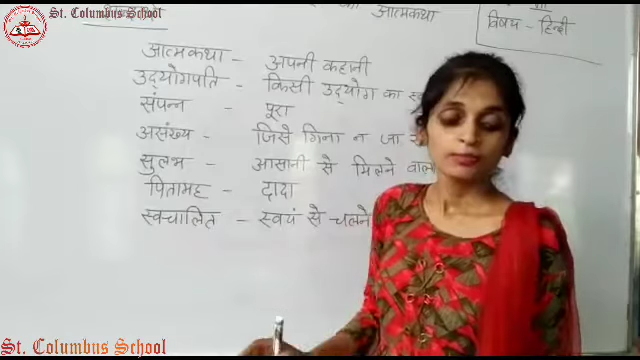 St. Columbus School
आत्मकथा
विषय - हिन्दी
आत्मकथा - अपनी कहानी
उद्योगपति - किसी उद्योग का
संपन्न - पूरा
असंख्य - जिसे गिना न जा
सुलभ - आसानी से मिलने वाला
पितामह - दादा
स्वचालित - स्वयं से चलने
St. Columbus School